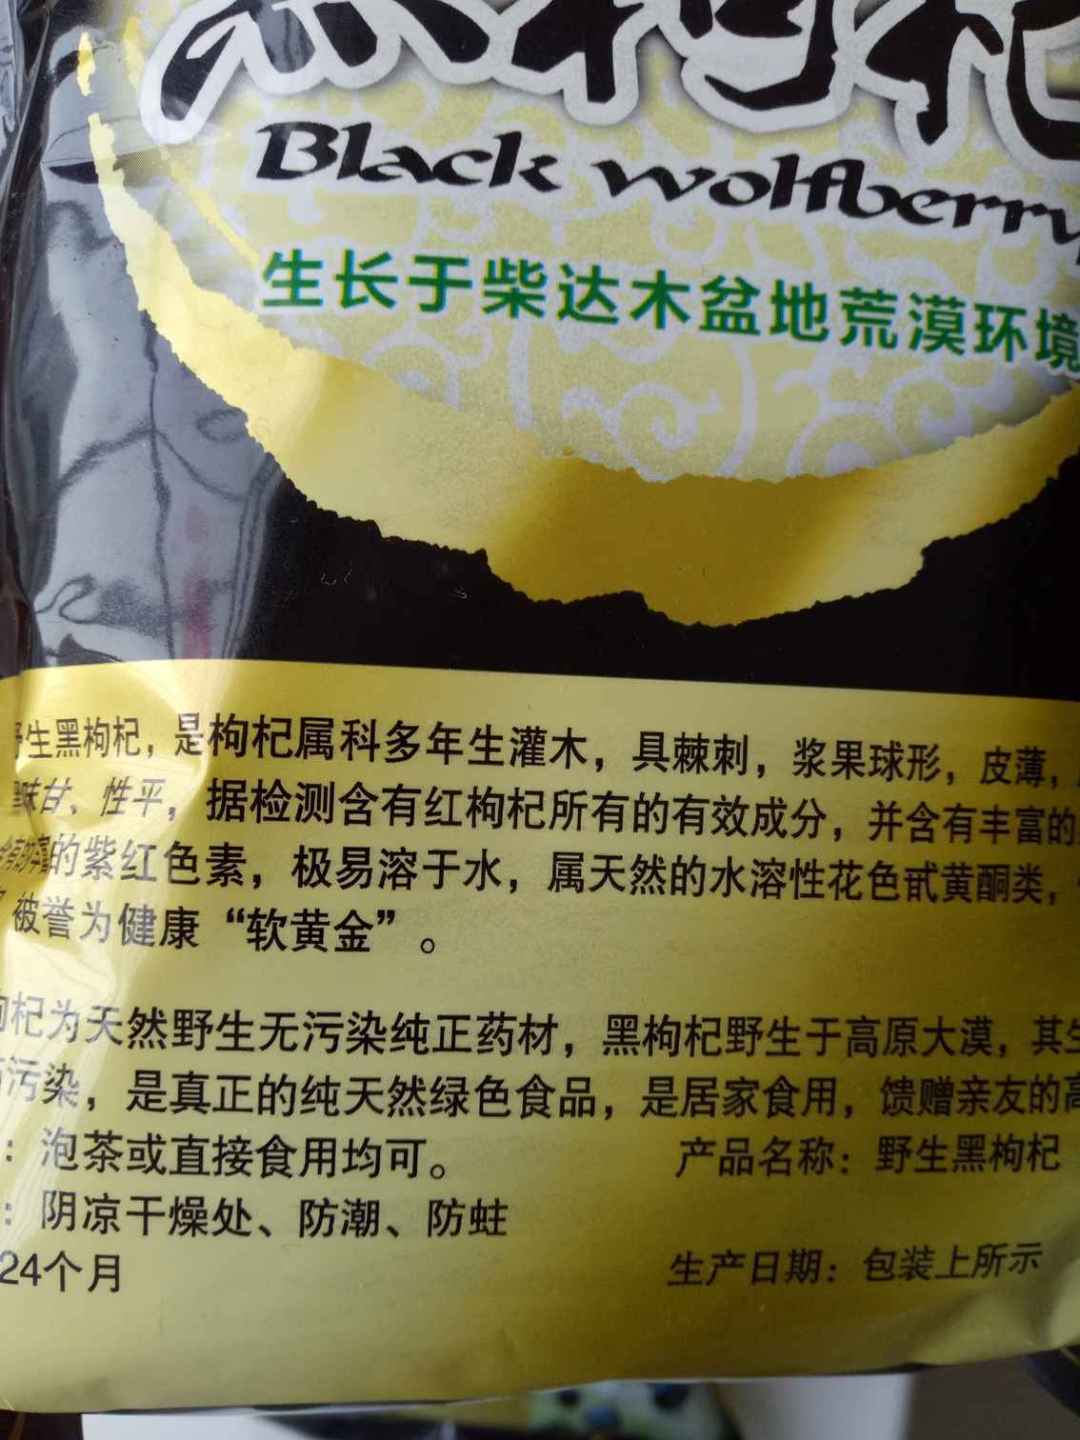 黑枸杞
Black wolfberry
生长于柴达木盆地荒漠环境
野生黑枸杞，是枸杞属科多年生灌木，具棘刺，浆果球形，皮薄，
味甘、性平，据检测含有红枸杞所有的有效成分，并含有丰富的
的紫红色素，极易溶于水，属天然的水溶性花色甙黄酮类，
被誉为健康“软黄金”。
枸杞为天然野生无污染纯正药材，黑枸杞野生于高原大漠，其生
污染，是真正的纯天然绿色食品，是居家食用，馈赠亲友的高
：泡茶或直接食用均可。 产品名称：野生黑枸杞
：阴凉干燥处、防潮、防蛀
24个月 生产日期：包装上所示